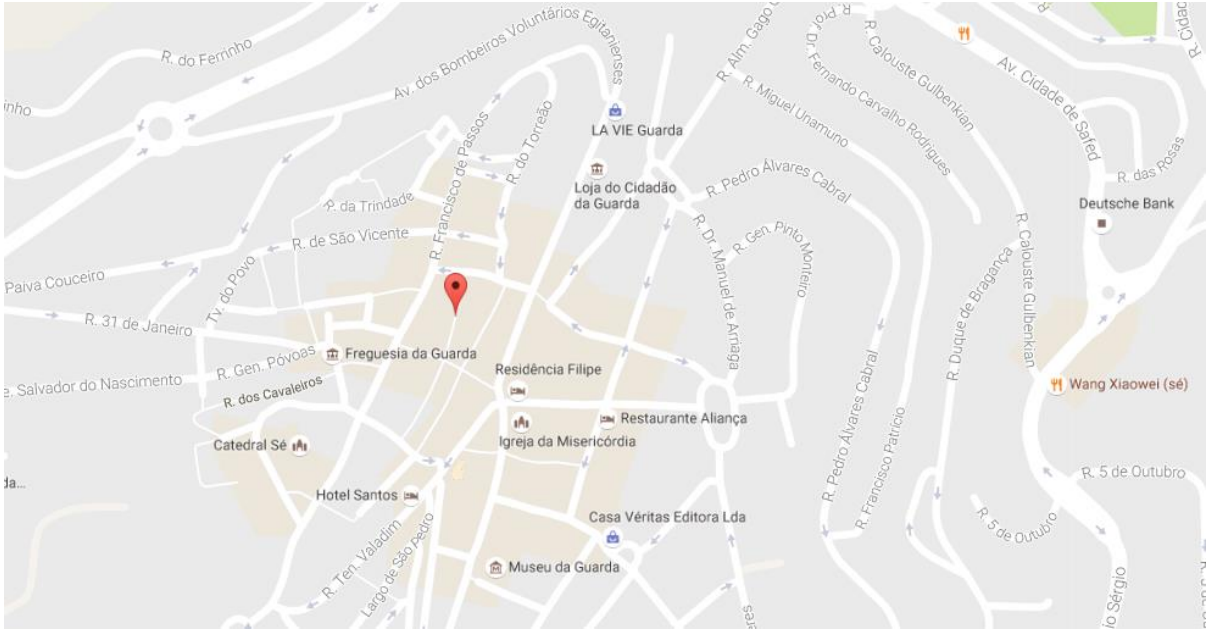 R. do Ferrinho
inho
Av. dos Bombeiros Voluntários Egitanienses
R. Alm. Gago C
R. Prof. Dr. Fernando Carvalho Rodrigues
R. Calouste Gulbenkian
Av. Cidade de Safed
R. Cidad
LA VIE Guarda
R. Miguel Unamuno
R. Francisco de Passos
R. do Torreão
Loja do Cidadão
da Guarda
R. Pedro Álvares Cabral
R. das Rosas
Deutsche Bank
R. da Trindade
R. de São Vicente
R. Dr. Manuel de Arriaga
R. Gen. Pinto Monteiro
R. Calouste Gulbenkian
R. Duque de Bragança
Paiva Couceiro
Tv. do Povo
R. 31 de Janeiro
R. Gen. Póvoas
Freguesia da Guarda
e. Salvador do Nascimento
R. dos Cavaleiros
Residência Filipe
Wang Xiaowei (sé)
Restaurante Aliança
Igreja da Misericórdia
Catedral Sé
R. Pedro Álvares Cabral
R. Francisco Patrício
da...
Hotel Santos
R. 5 de Outubro
Casa Véritas Editora Lda
R. 5 de Outubro
R. Ten. Valadim
Largo de São Pedro
Museu da Guarda
eres
io Sérgio